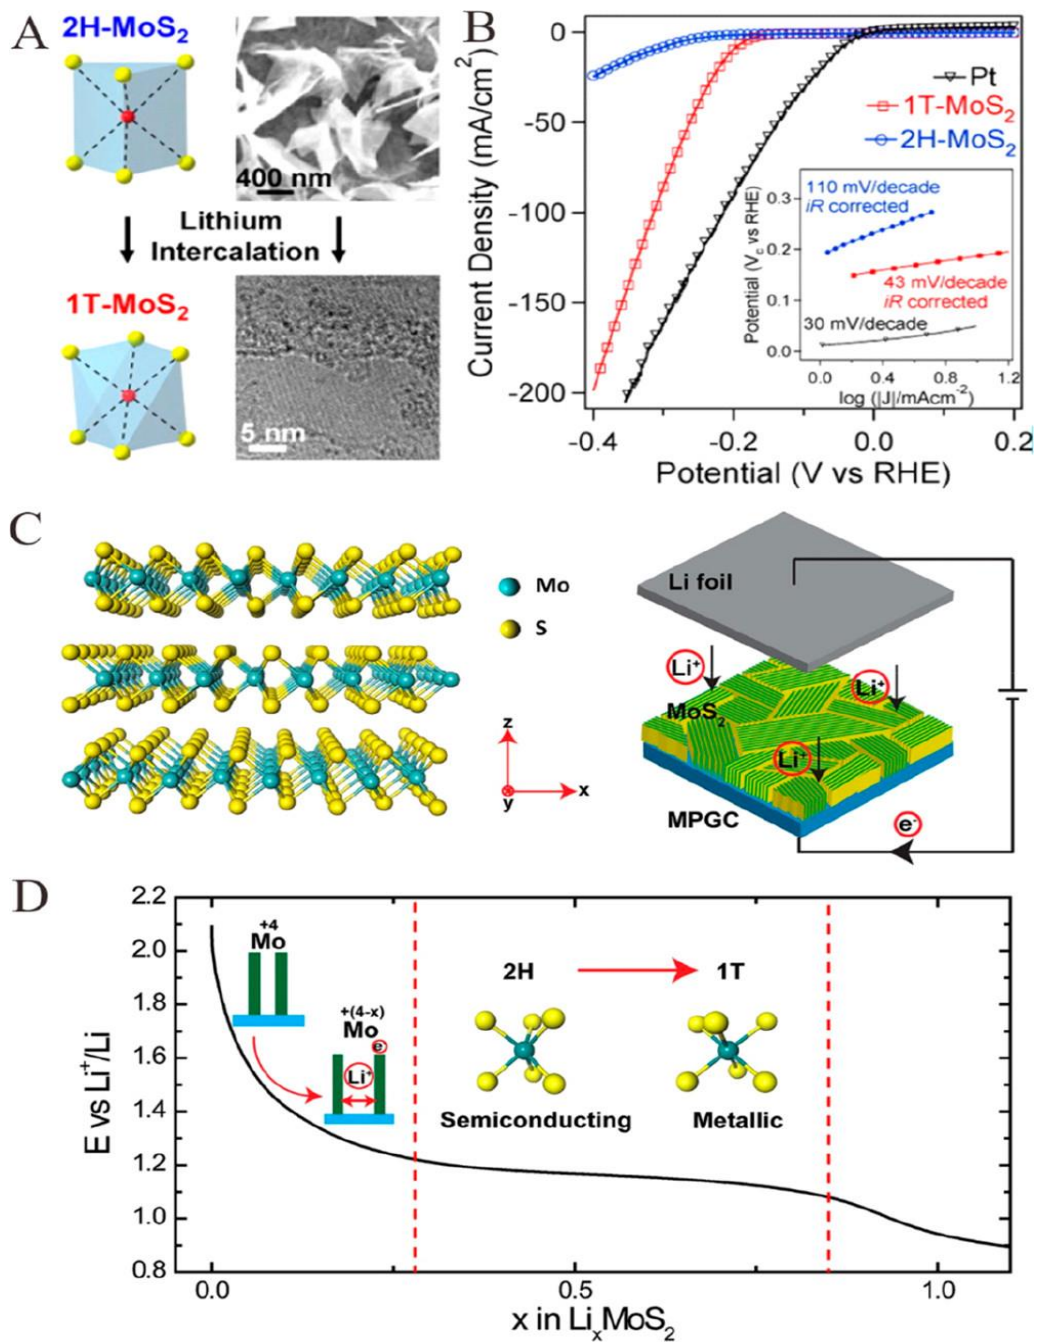 A
2H-MoS2
400 nm
Lithium
Intercalation
1T-MoS2
5 nm
B
Current Density (mA/cm²)
0
-50
-100
-150
-200
-0.4
-0.2
0.0
0.2
Potential (V vs RHE)
Pt
1T-MoS2
2H-MoS2
Potential (Vc vs RHE)
0.3
0.2
0.1
0.0
110 mV/decade
iR corrected
43 mV/decade
iR corrected
30 mV/decade
0.0
0.4
0.8
1.2
log (|J|/mAcm-2)
C
Mo
S
z
x
y
Li foil
Li+
Li+
MoS2
Li+
MPGC
e-
D
E vs Li+/Li
2.2
2.0
1.8
1.6
1.4
1.2
1.0
0.8
+4
Mo
+(4-x)
Mo
e
Li+
2H
1T
Semiconducting
Metallic
0.0
0.5
1.0
x in LixMoS2